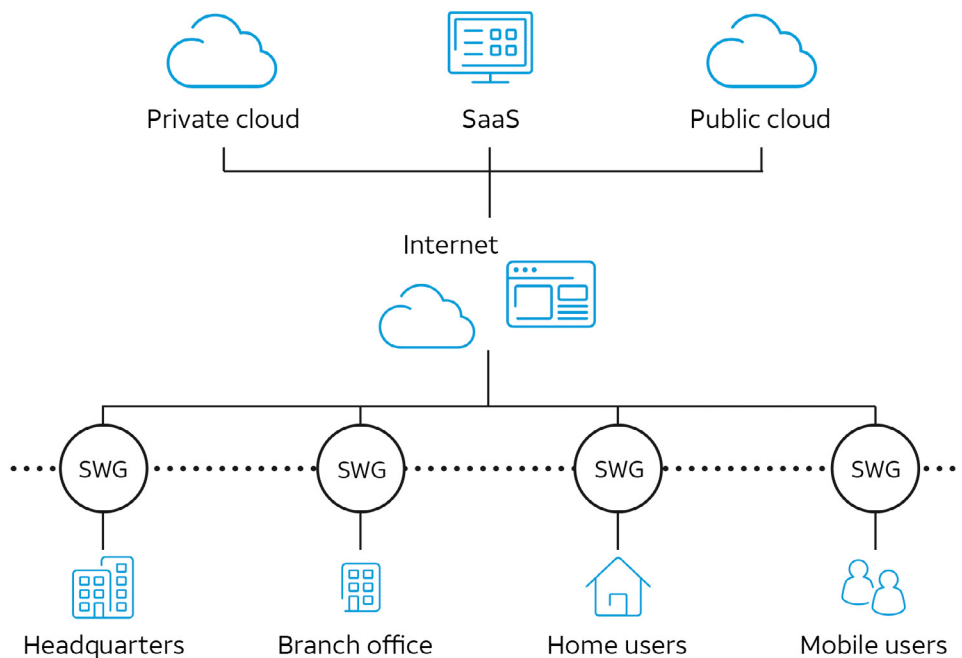 Private cloud
SaaS
Public cloud
Internet
SWG
SWG
SWG
SWG
Headquarters
Branch office
Home users
Mobile users